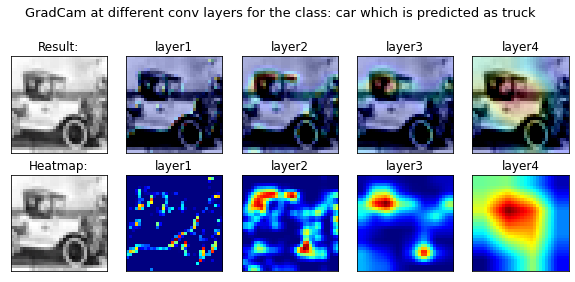 GradCam at different conv layers for the class: car which is predicted as truck
Result: layer1 layer2 layer3 layer4
Heatmap: layer1 layer2 layer3 layer4